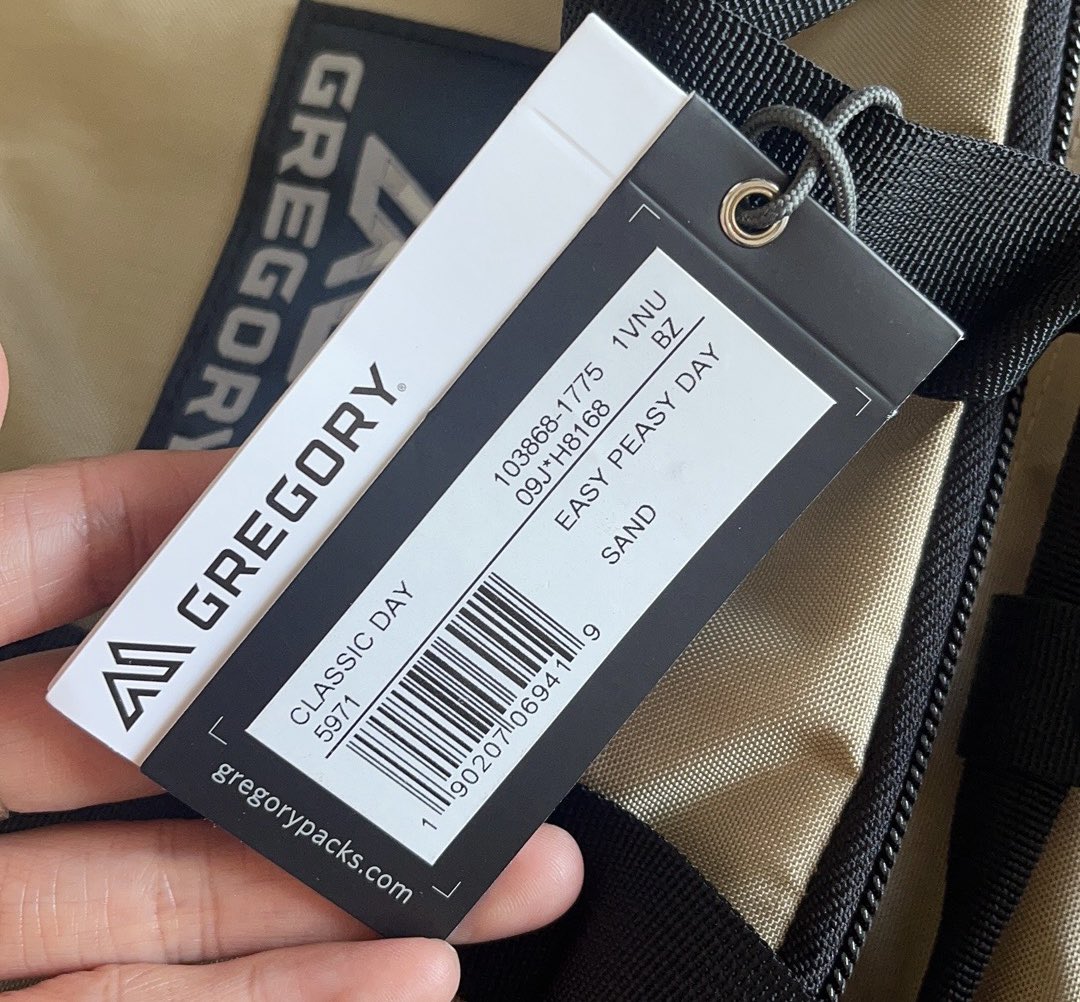 GREGORY
GREGORY®
CLASSIC DAY 103868-1775 1VNU
5971 09J*H8168 BZ
EASY PEASY DAY
SAND
1 90207 06941 9
gregorypacks.com